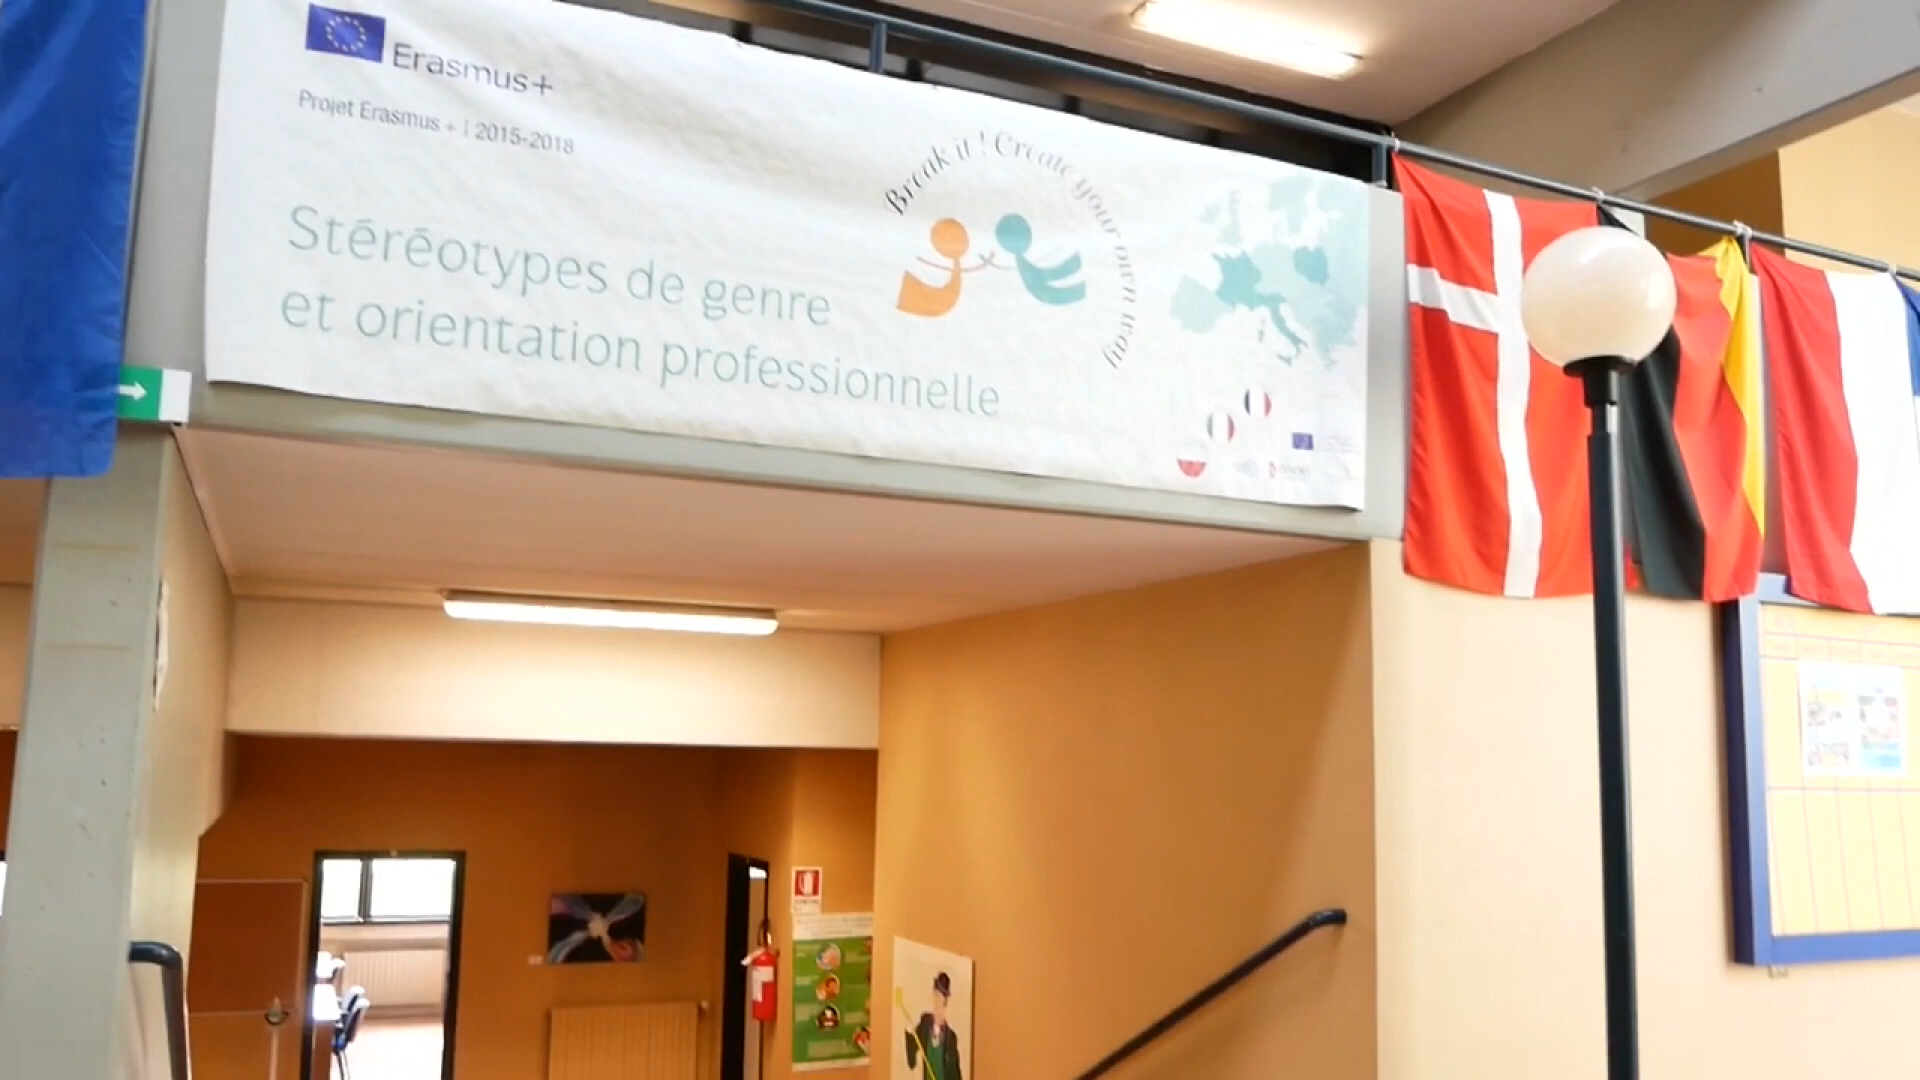 Erasmus+
Projet Erasmus + | 2015-2018
Break it ! Create your own way
Stéréotypes de genre
et orientation professionnelle